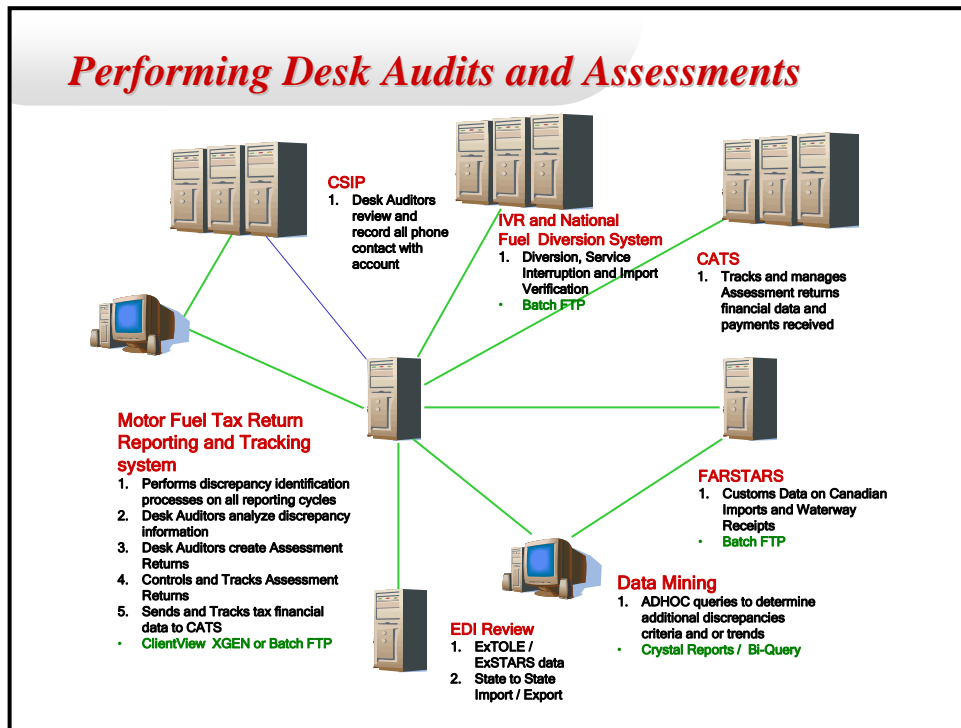 Performing Desk Audits and Assessments
CSIP
1. Desk Auditors
review and
record all phone
contact with
account
IVR and National
Fuel Diversion System
1. Diversion, Service
Interruption and Import
Verification
• Batch FTP
CATS
1. Tracks and manages
Assessment returns
financial data and
payments received
Motor Fuel Tax Return
Reporting and Tracking
system
1. Performs discrepancy identification
processes on all reporting cycles
2. Desk Auditors analyze discrepancy
information
3. Desk Auditors create Assessment
Returns
4. Controls and Tracks Assessment
Returns
5. Sends and Tracks tax financial
data to CATS
• ClientView XGEN or Batch FTP
EDI Review
1. ExTOLE /
ExSTARS data
2. State to State
Import / Export
FARSTARS
1. Customs Data on Canadian
Imports and Waterway
Receipts
• Batch FTP
Data Mining
1. ADHOC queries to determine
additional discrepancies
criteria and or trends
• Crystal Reports / Bi-Query